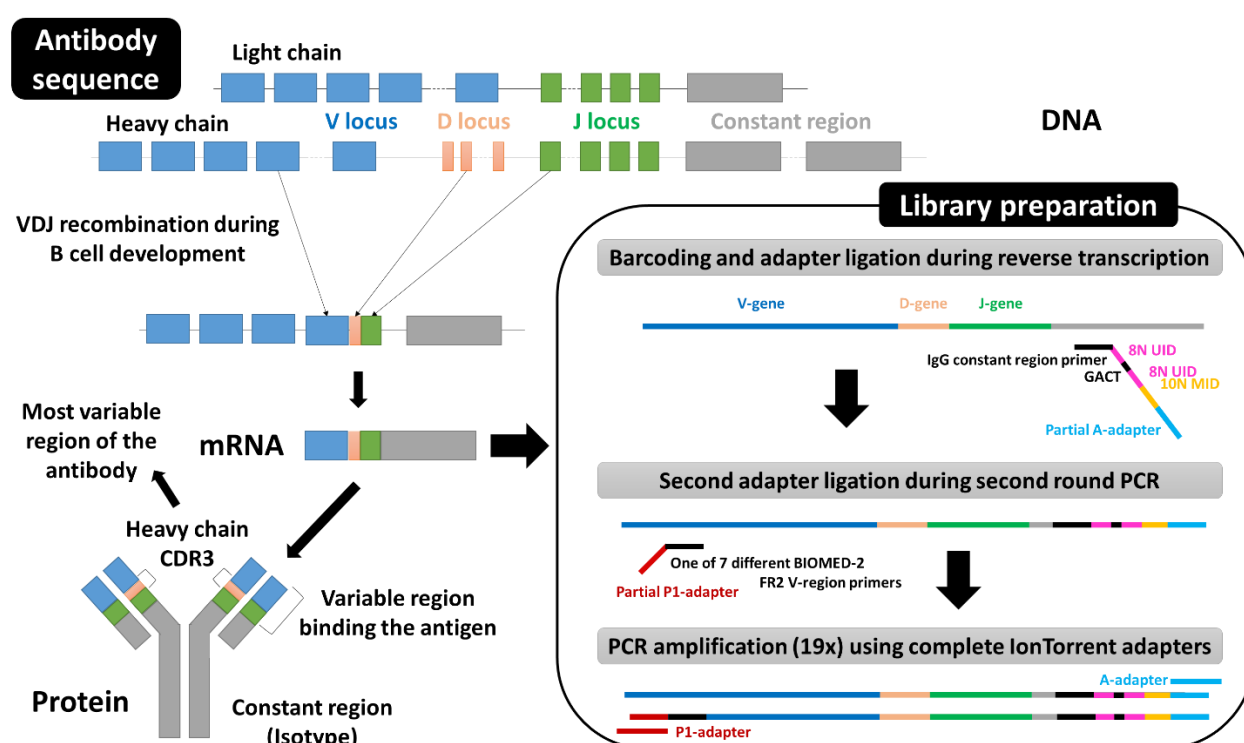 Antibody
sequence
Light chain
Heavy chain
V locus
D locus
J locus
Constant region
DNA
VDJ recombination during
B cell development
Most variable
region of the
antibody
mRNA
Heavy chain
CDR3
Variable region
binding the antigen
Protein
Constant region
(Isotype)
Library preparation
Barcoding and adapter ligation during reverse transcription
V-gene
D-gene
J-gene
IgG constant region primer
8N UID
GACT
8N UID
10N MID
Partial A-adapter
Second adapter ligation during second round PCR
One of 7 different BIOMED-2
FR2 V-region primers
Partial P1-adapter
PCR amplification (19x) using complete IonTorrent adapters
A-adapter
P1-adapter